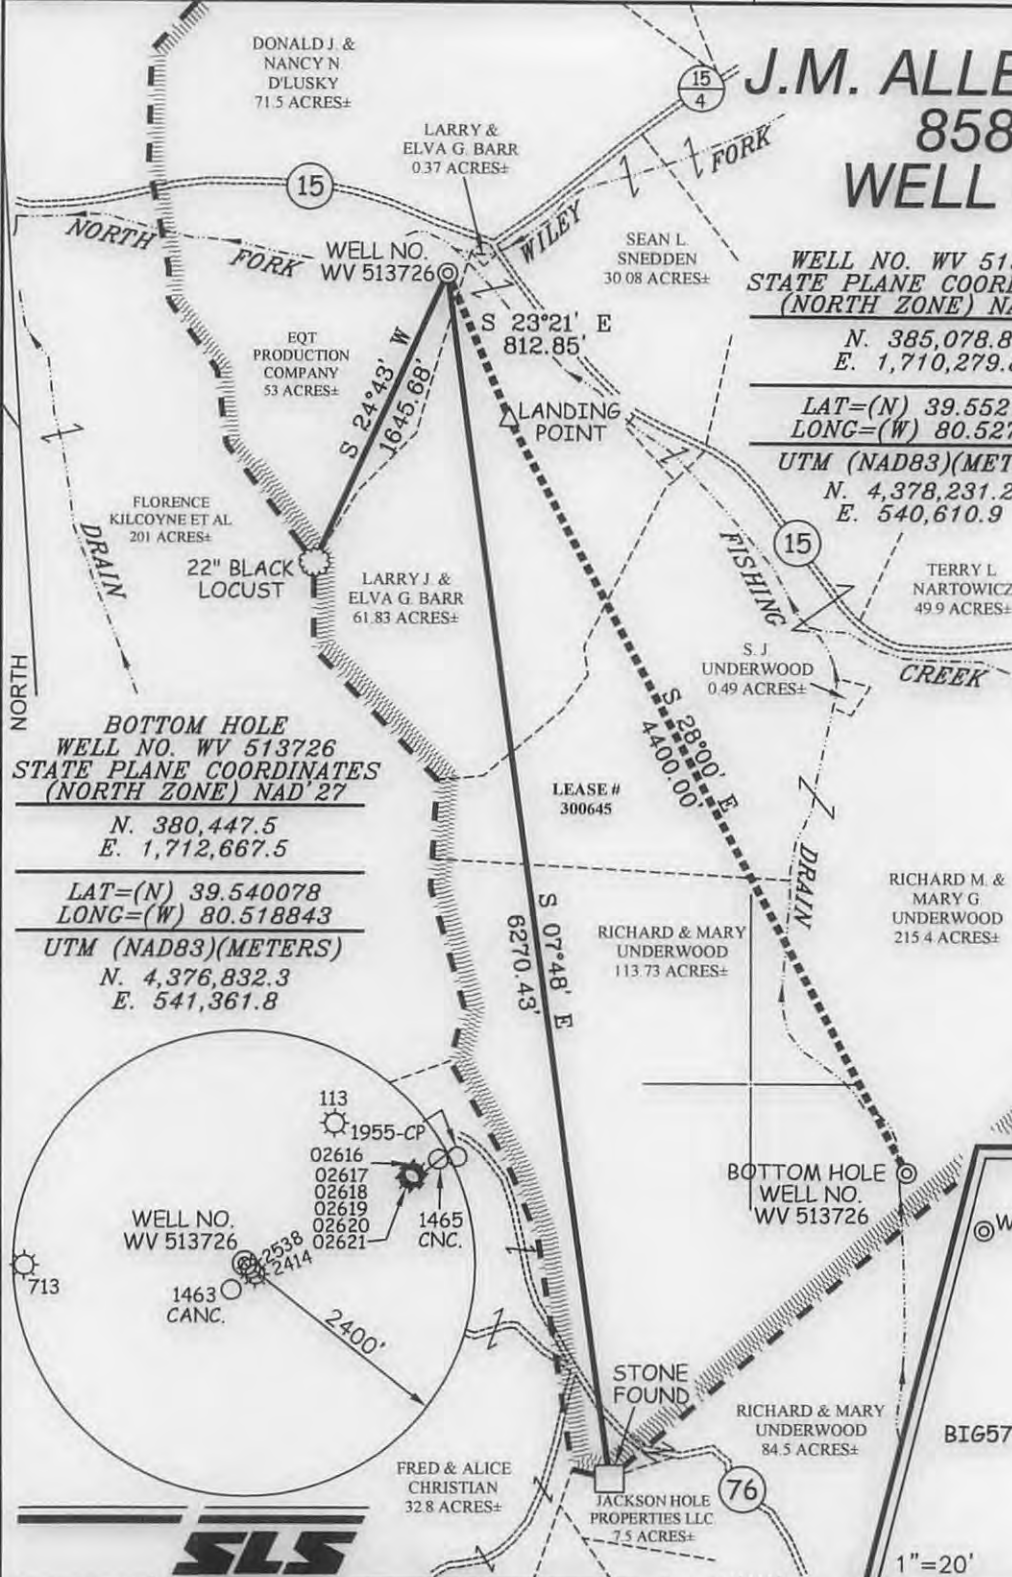 DONALD J. &
NANCY N
D'LUSKY
71.5 ACRES±
15
4
J.M. ALLE
858
WELL
LARRY &
ELVA G. BARR
0.37 ACRES±
15
FORK
WILEY
NORTH
FORK
WELL NO.
WV 513726
SEAN L.
SNEDDEN
30.08 ACRES±
WELL NO. WV 51
STATE PLANE COORD
(NORTH ZONE) NA
N. 385,078.8
E. 1,710,279.
LAT=(N) 39.552
LONG=(W) 80.527
UTM (NAD83)(MET
N. 4,378,231.2
E. 540,610.9
S 23°21' E
812.85'
EQT
PRODUCTION
COMPANY
53 ACRES±
S 24°43' W
1645.68'
LANDING
POINT
FLORENCE
KILCOYNE ET AL
201 ACRES±
DRAIN
22" BLACK
LOCUST
LARRY J. &
ELVA G. BARR
61.83 ACRES±
FISHING
15
TERRY L
NARTOWICZ
49.9 ACRES±
S. J
UNDERWOOD
0.49 ACRES±
CREEK
NORTH
BOTTOM HOLE
WELL NO. WV 513726
STATE PLANE COORDINATES
(NORTH ZONE) NAD'27
N. 380,447.5
E. 1,712,667.5
LAT=(N) 39.540078
LONG=(W) 80.518843
UTM (NAD83)(METERS)
N. 4,376,832.3
E. 541,361.8
S 28°00' E
4400.00'
LEASE #
300645
DRAIN
S 07°48' E
6270.43'
RICHARD & MARY
UNDERWOOD
113.73 ACRES±
RICHARD M. &
MARY G
UNDERWOOD
215.4 ACRES±
113
1955-CP
02616
02617
02618
02619
02620
02621
1465
CNC.
WELL NO.
WV 513726
2538
2414
713
1463
CANC.
2400'
BOTTOM HOLE
WELL NO.
WV 513726
W
STONE
FOUND
RICHARD & MARY
UNDERWOOD
84.5 ACRES±
BIG57
FRED & ALICE
CHRISTIAN
32.8 ACRES±
JACKSON HOLE
PROPERTIES LLC
7.5 ACRES±
76
SLS
1"=20'